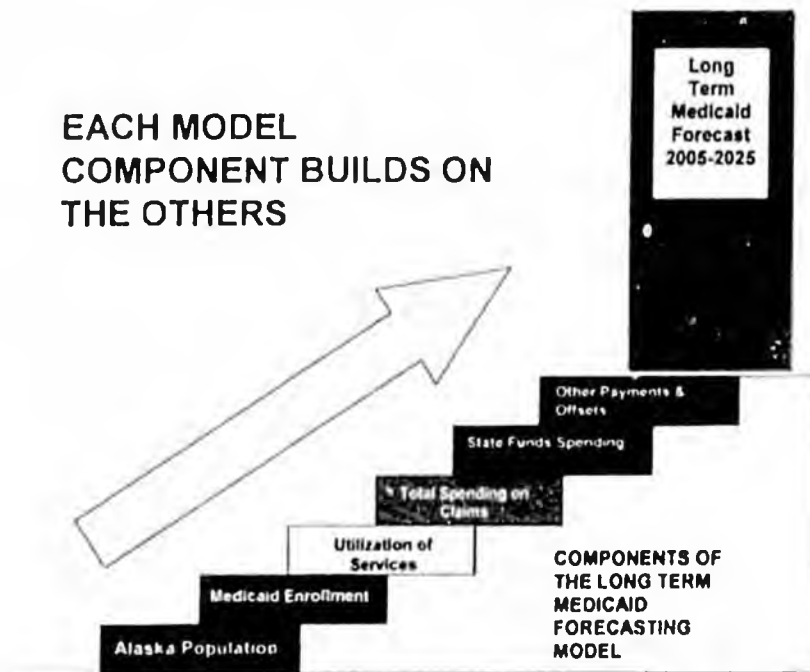 EACH MODEL
COMPONENT BUILDS ON
THE OTHERS
Long
Term
Medicaid
Forecast
2005-2025
Other Payments &
Offsets
State Funds Spending
Total Spending on
Claims
Utilization of
Services
Medicaid Enrollment
Alaska Population
COMPONENTS OF
THE LONG TERM
MEDICAID
FORECASTING
MODEL